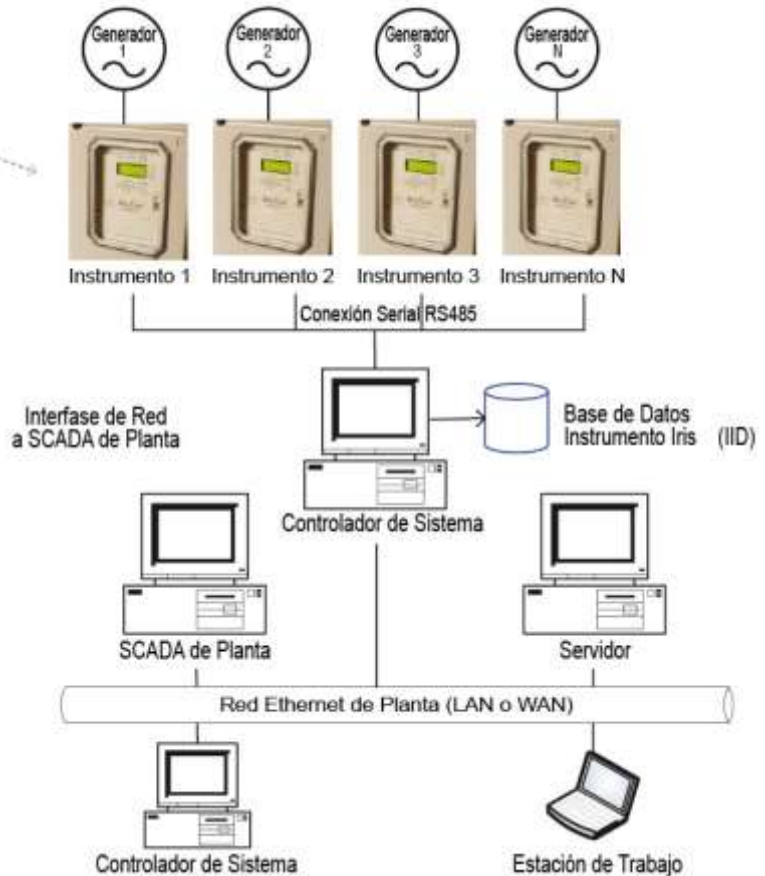 Generador
1
Generador
2
Generador
3
Generador
N
Instrumento 1
Instrumento 2
Instrumento 3
Instrumento N
Conexión Serial RS485
Interfase de Red
a SCADA de Planta
Base de Datos
Instrumento Iris (IID)
Controlador de Sistema
SCADA de Planta
Servidor
Red Ethernet de Planta (LAN o WAN)
Controlador de Sistema
Estación de Trabajo